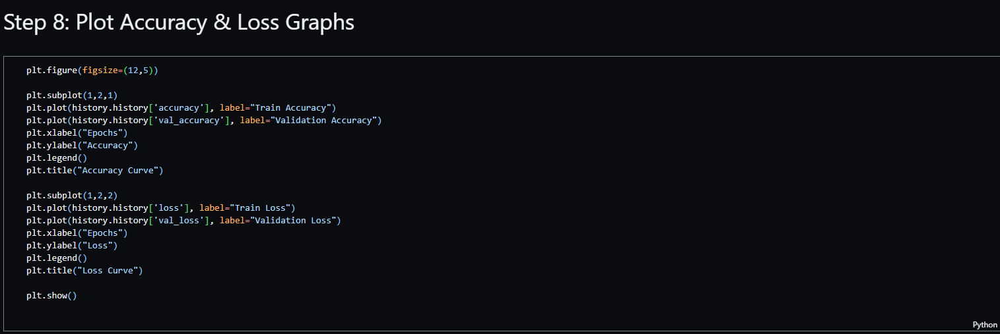 Step 8: Plot Accuracy & Loss Graphs
plt.figure(figsize=(12,5))
plt.subplot(1,2,1)
plt.plot(history.history['accuracy'], label="Train Accuracy")
plt.plot(history.history['val_accuracy'], label="Validation Accuracy")
plt.xlabel("Epochs")
plt.ylabel("Accuracy")
plt.legend()
plt.title("Accuracy Curve")
plt.subplot(1,2,2)
plt.plot(history.history['loss'], label="Train Loss")
plt.plot(history.history['val_loss'], label="Validation Loss")
plt.xlabel("Epochs")
plt.ylabel("Loss")
plt.legend()
plt.title("Loss Curve")
plt.show()
Python